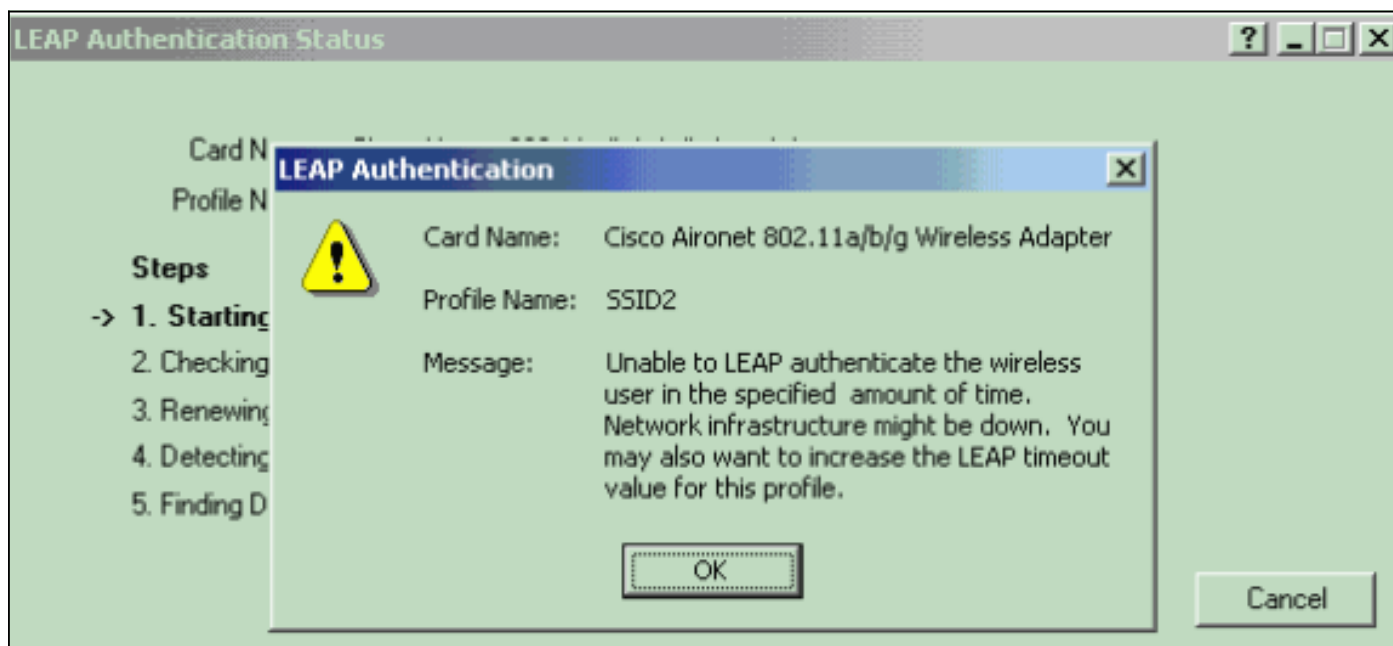 LEAP Authentication Status
Card N
Profile N
LEAP Authentication
Card Name: Cisco Aironet 802.11a/b/g Wireless Adapter
Profile Name: SSID2
Message: Unable to LEAP authenticate the wireless
user in the specified amount of time.
Network infrastructure might be down. You
may also want to increase the LEAP timeout
value for this profile.
OK
Steps
-> 1. Starting
2. Checking
3. Renewing
4. Detecting
5. Finding D
Cancel